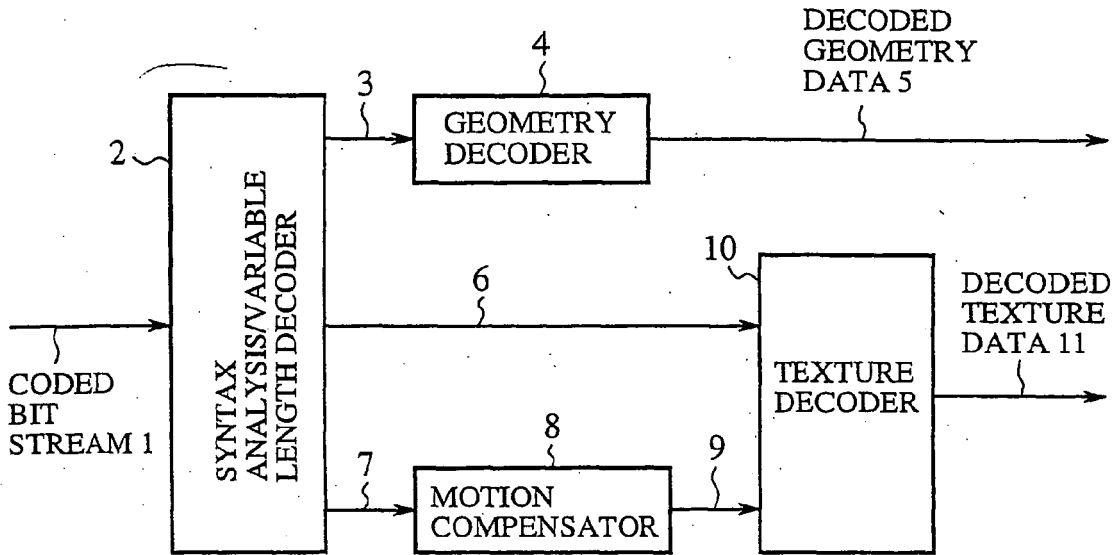 DECODED
GEOMETRY
DATA 5
4
3
GEOMETRY
DECODER
2
SYNTAX
ANALYSIS/VARIABLE
LENGTH DECODER
10
6
DECODED
TEXTURE
DATA 11
CODED
BIT
STREAM 1
TEXTURE
DECODER
8
7
9
MOTION
COMPENSATOR